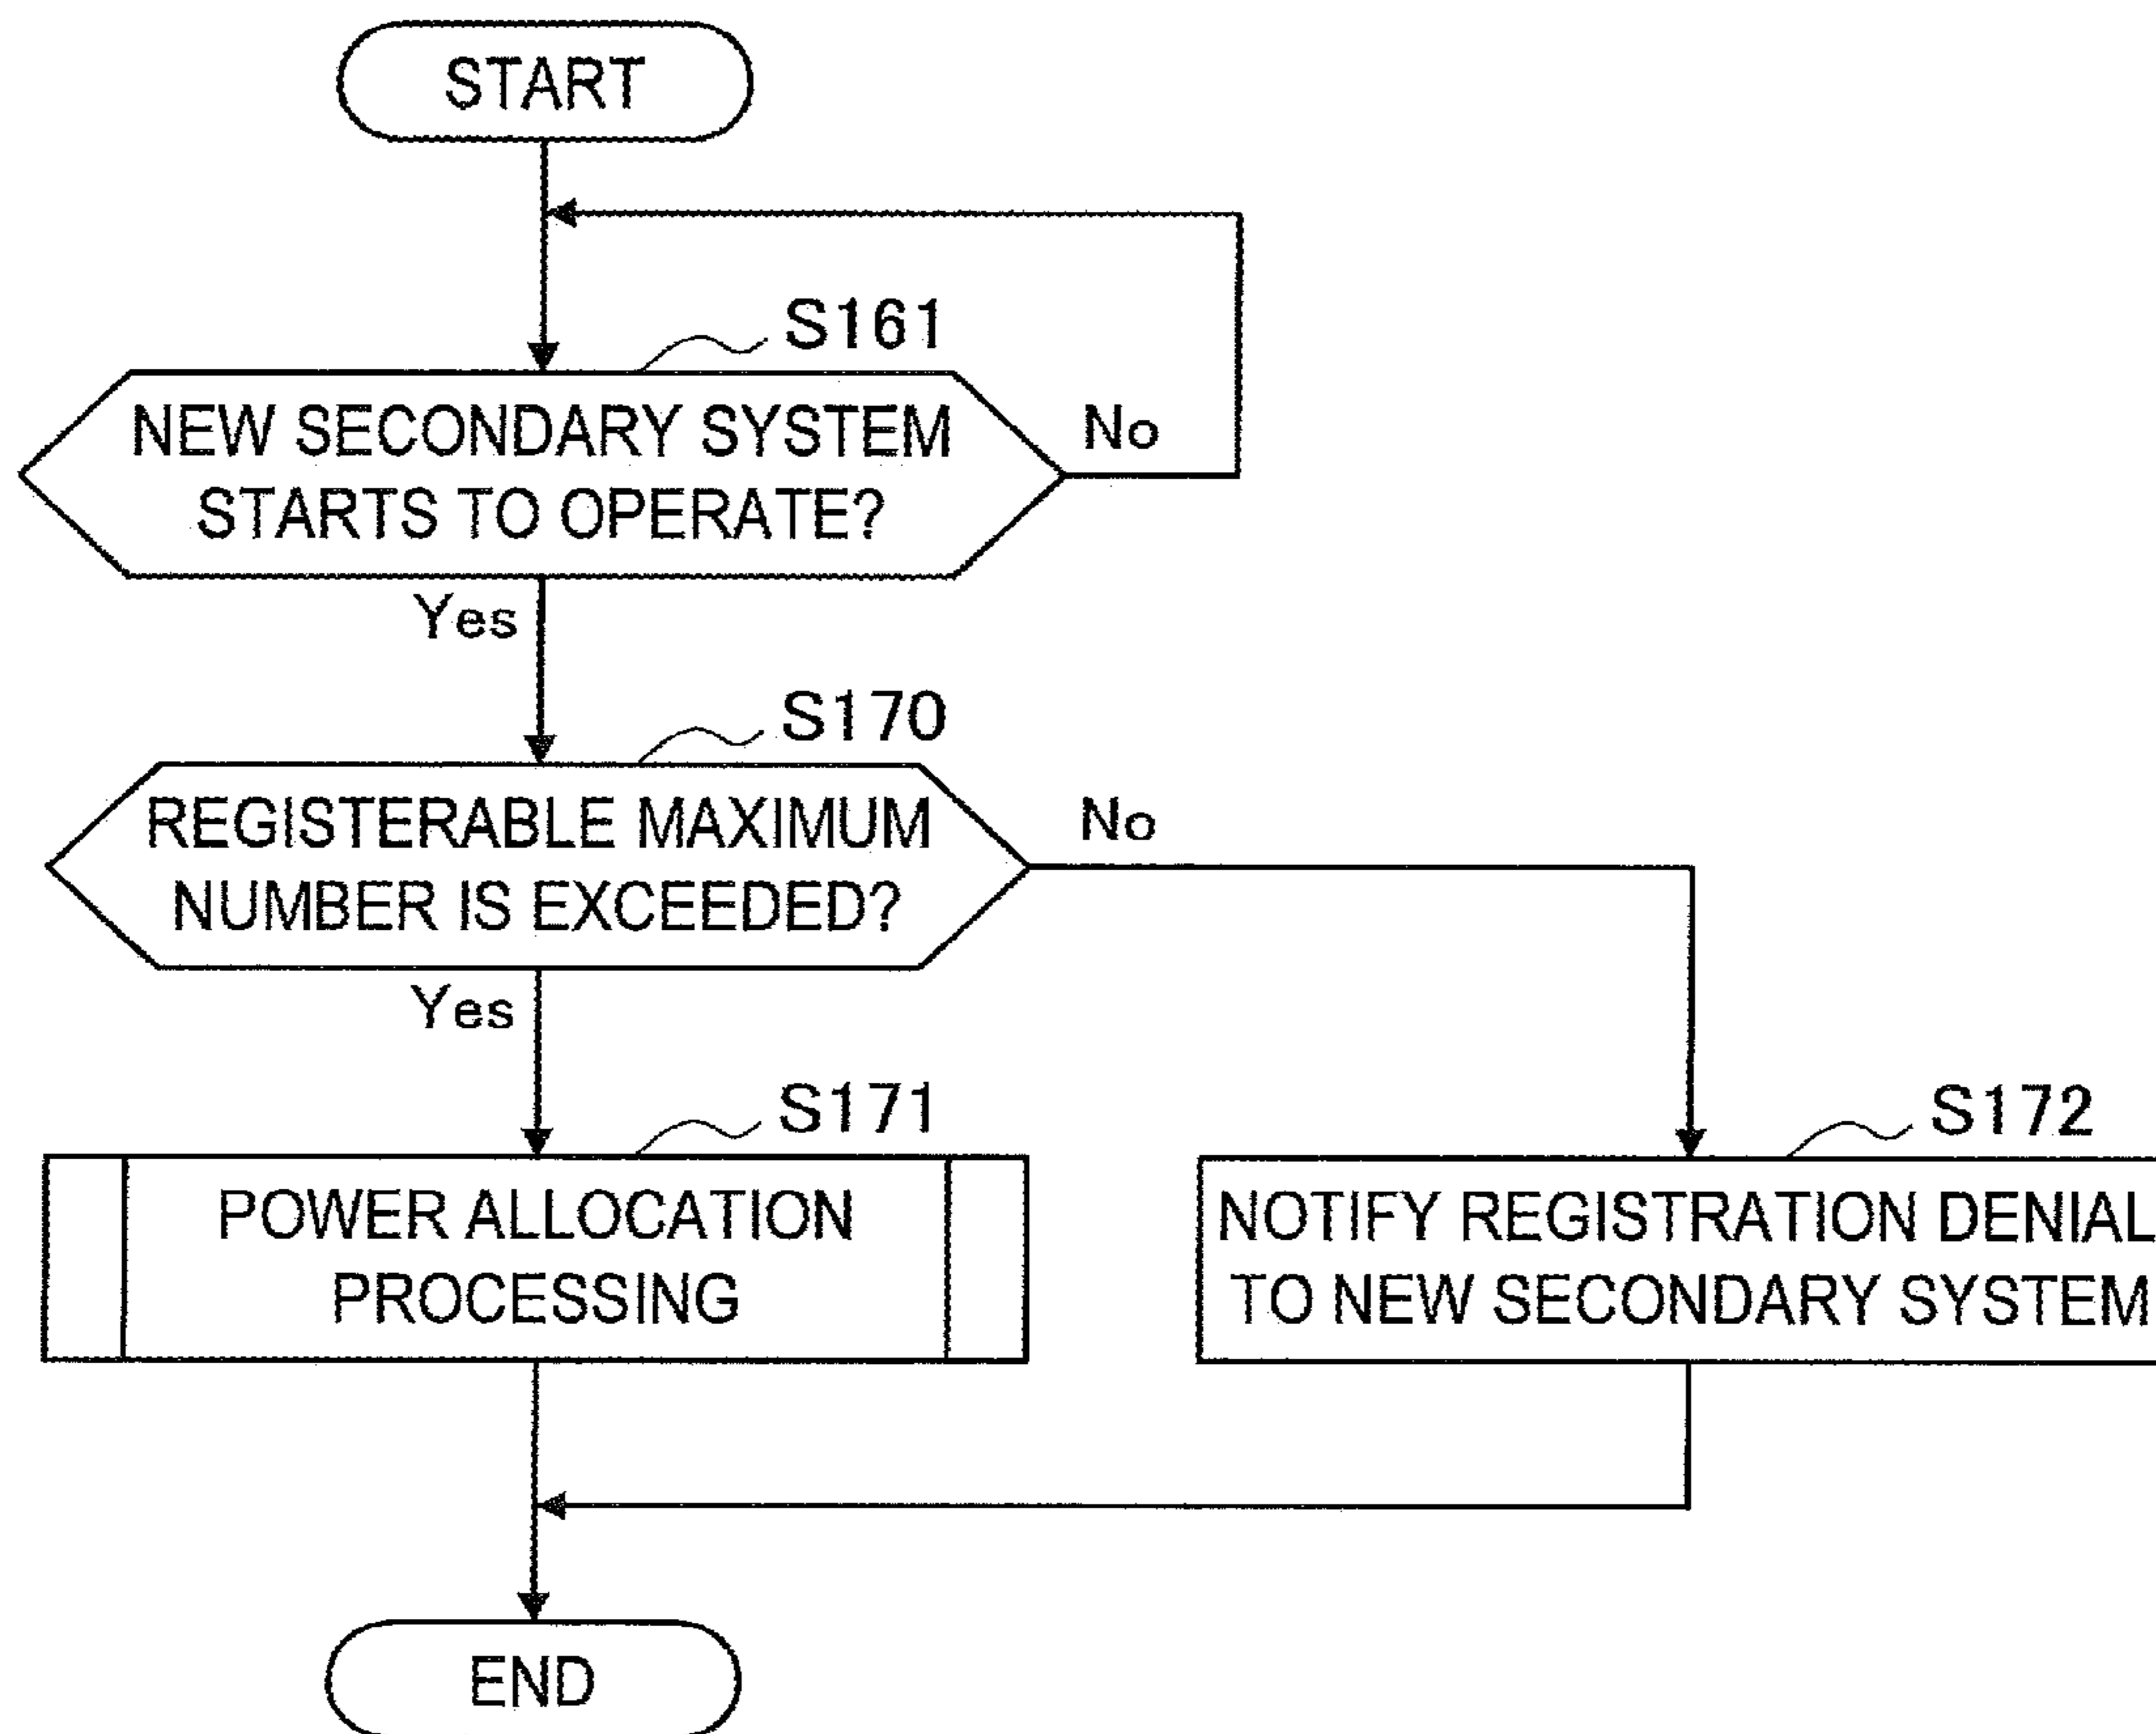 START
S161
NEW SECONDARY SYSTEM
STARTS TO OPERATE?
No
Yes
S170
REGISTERABLE MAXIMUM
NUMBER IS EXCEEDED?
No
Yes
S171
POWER ALLOCATION
PROCESSING
S172
NOTIFY REGISTRATION DENIAL
TO NEW SECONDARY SYSTEM
END